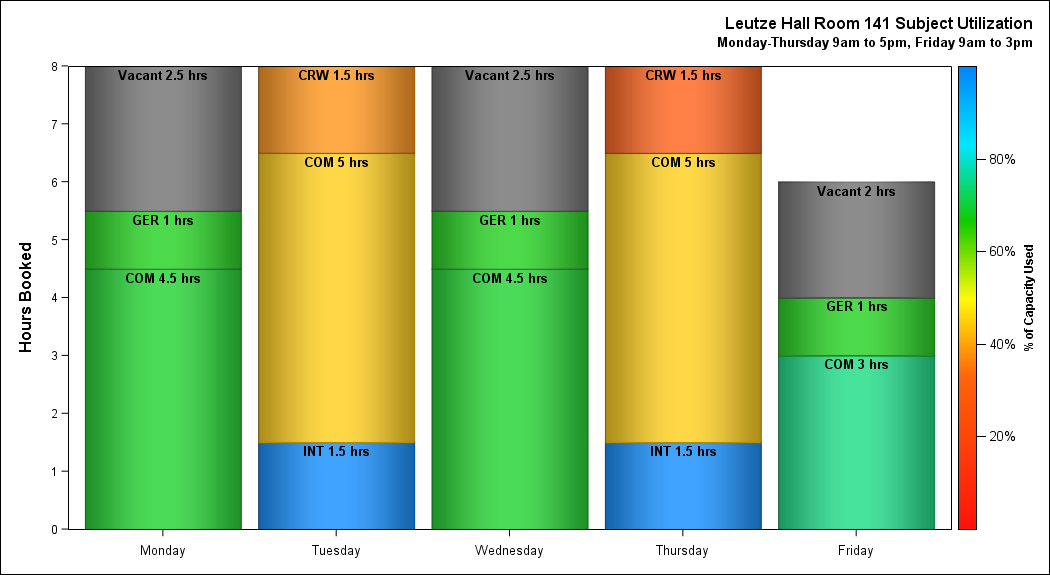 Leutze Hall Room 141 Subject Utilization
Monday-Thursday 9am to 5pm, Friday 9am to 3pm
Hours Booked
8
7
6
5
4
3
2
1
0
Vacant 2.5 hrs
GER 1 hrs
COM 4.5 hrs
CRW 1.5 hrs
COM 5 hrs
INT 1.5 hrs
Vacant 2.5 hrs
GER 1 hrs
COM 4.5 hrs
CRW 1.5 hrs
COM 5 hrs
INT 1.5 hrs
Vacant 2 hrs
GER 1 hrs
COM 3 hrs
Monday
Tuesday
Wednesday
Thursday
Friday
80%
60%
40%
20%
% of Capacity Used